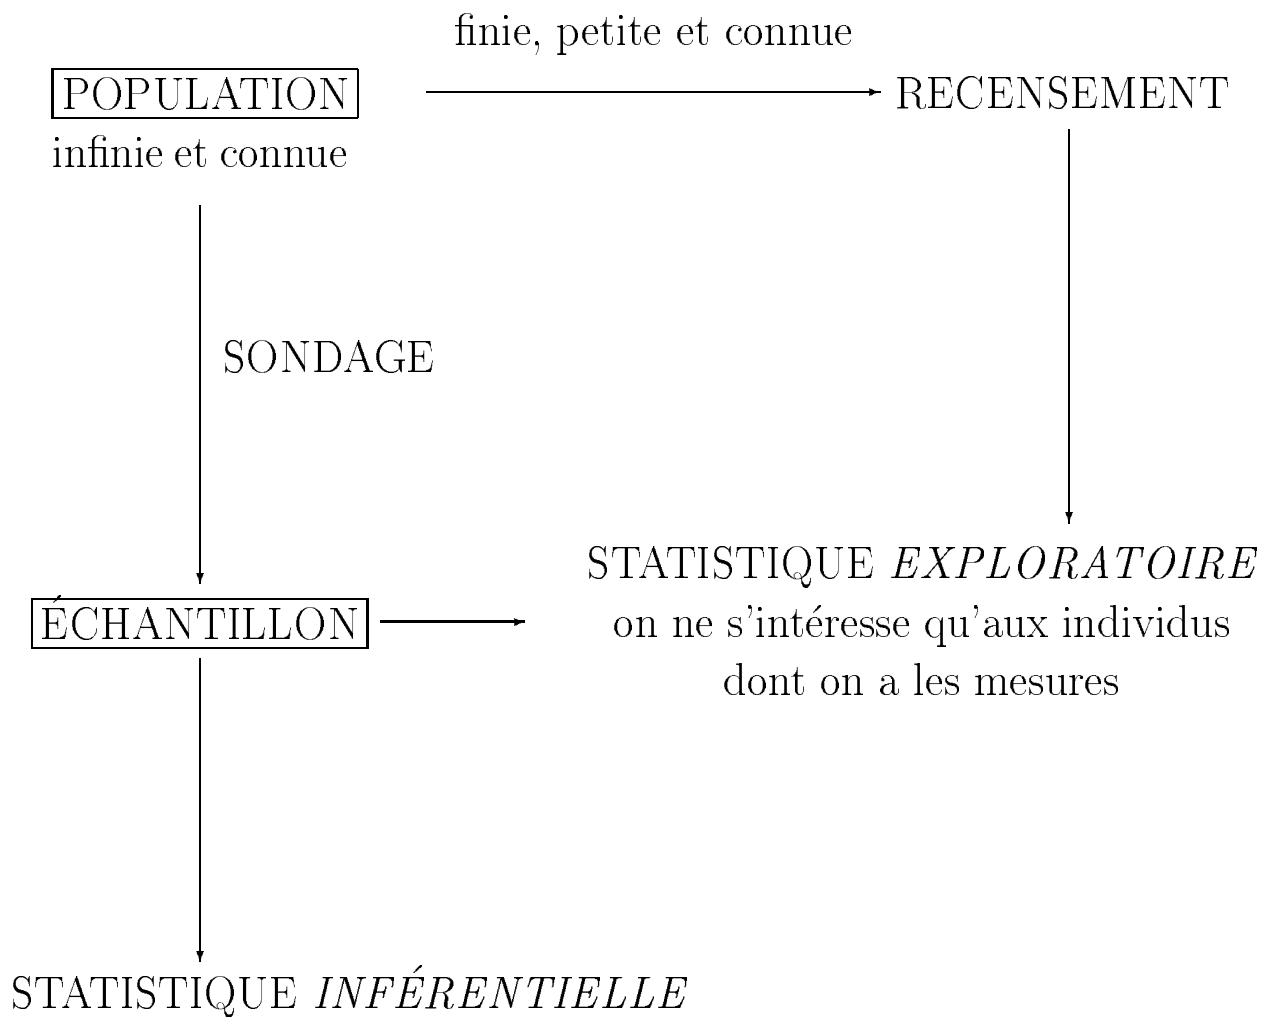 finie, petite et connue
POPULATION
RECENSEMENT
infinie et connue
SONDAGE
STATISTIQUE EXPLORATOIRE
ÉCHANTILLON
on ne s'intéresse qu'aux individus
dont on a les mesures
STATISTIQUE INFÉRENTIELLE